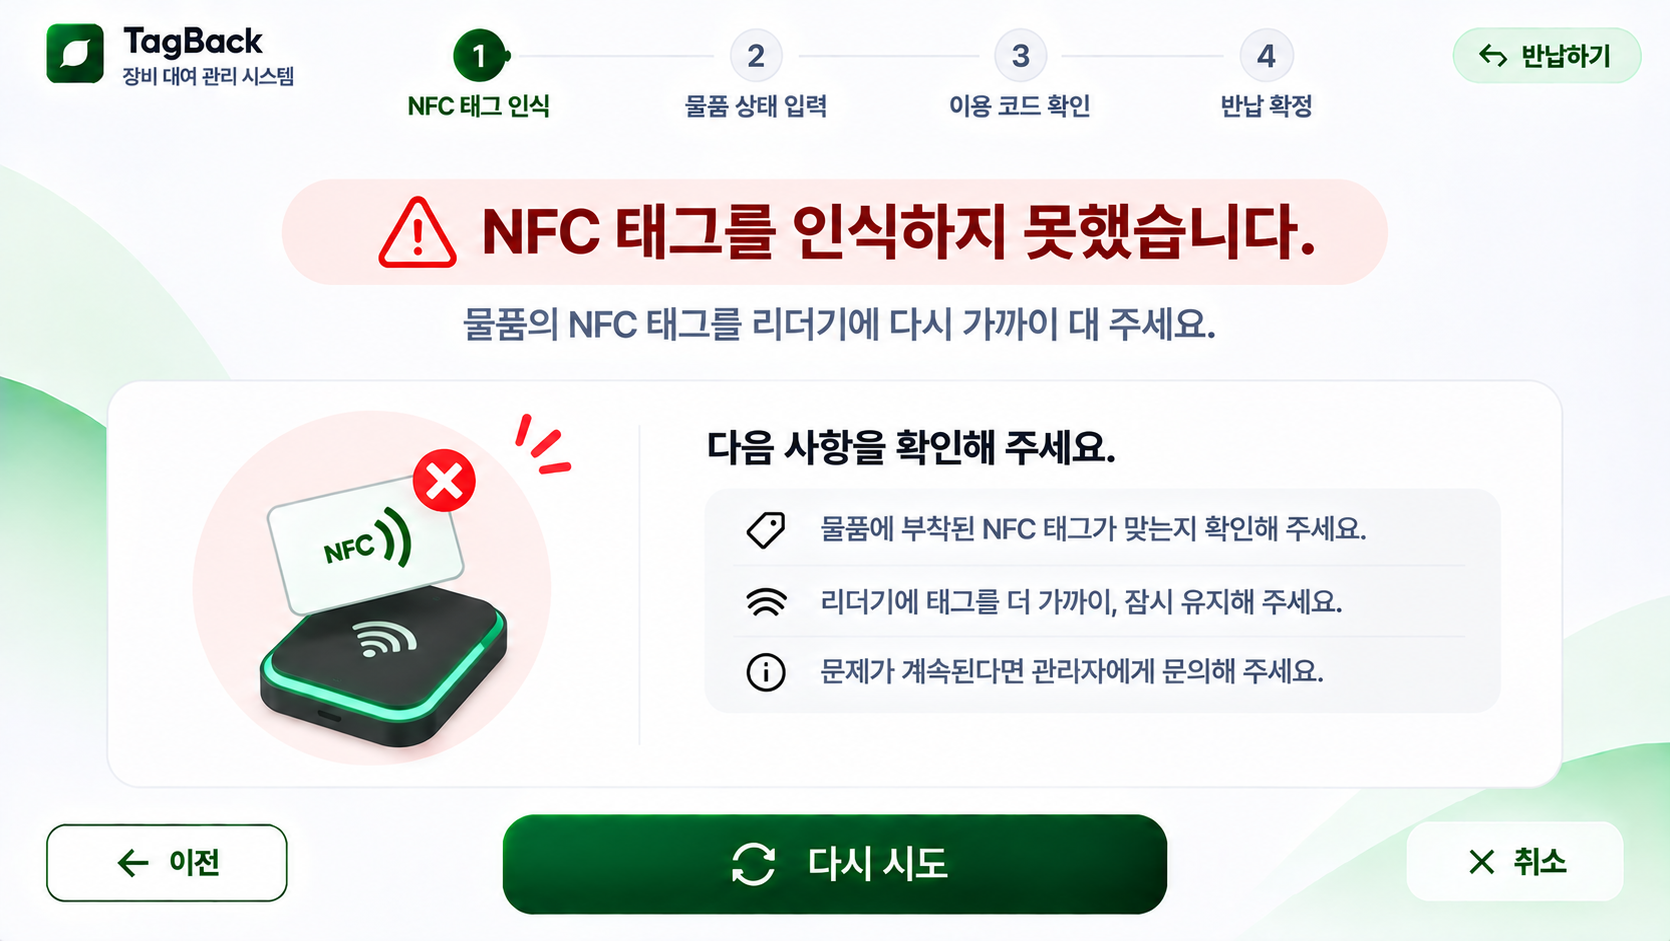 TagBack
장비 대여 관리 시스템
1
NFC 태그 인식
2
물품 상태 입력
3
이용 코드 확인
4
반납 확정
반납하기
NFC 태그를 인식하지 못했습니다.
물품의 NFC 태그를 리더기에 다시 가까이 대 주세요.
NFC
다음 사항을 확인해 주세요.
물품에 부착된 NFC 태그가 맞는지 확인해 주세요.
리더기에 태그를 더 가까이, 잠시 유지해 주세요.
문제가 계속된다면 관리자에게 문의해 주세요.
이전
다시 시도
취소